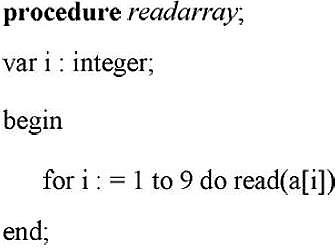 procedure readarray;
var i : integer;
begin
for i : = 1 to 9 do read(a[i])
end;